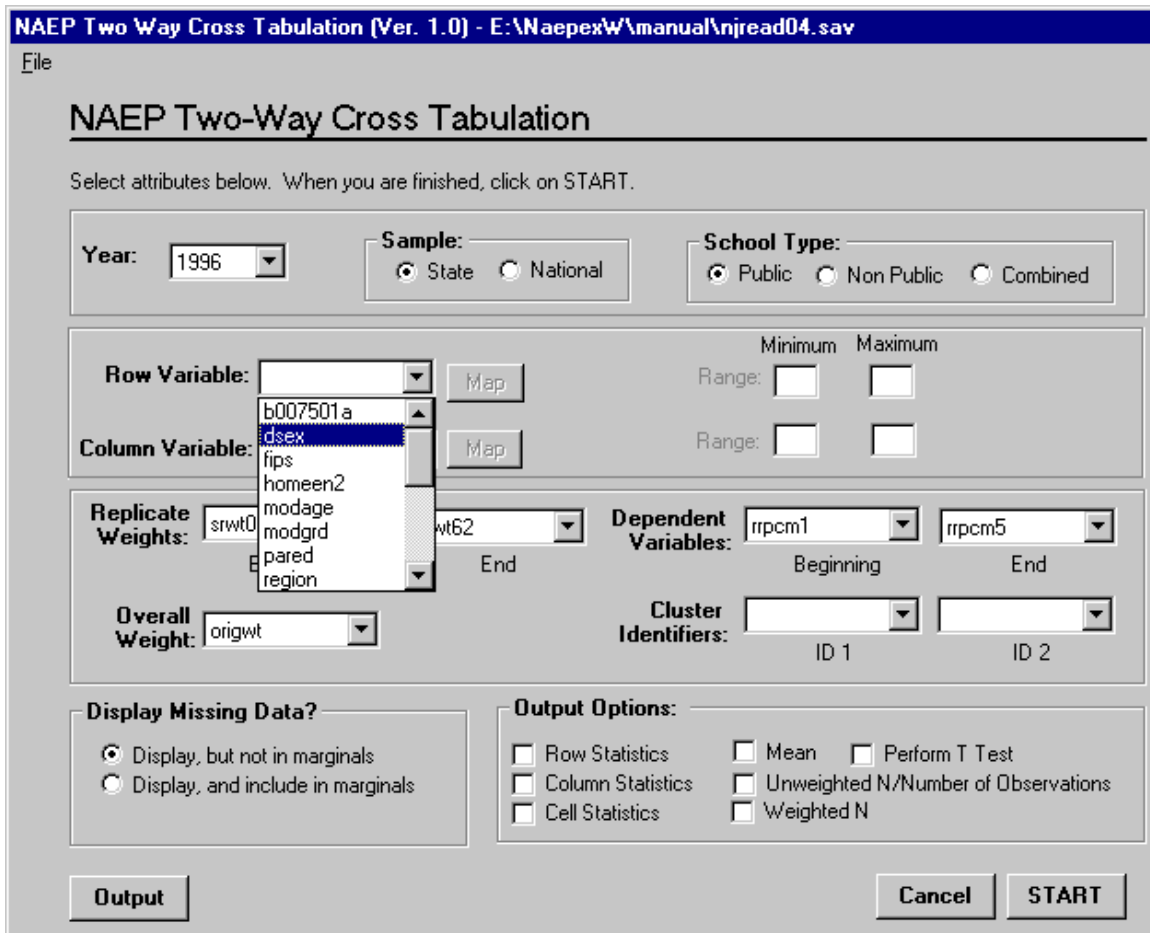 NAEP Two Way Cross Tabulation (Ver. 1.0) - E:\NaepexW\manual\njread04.sav
File
NAEP Two-Way Cross Tabulation
Select attributes below. When you are finished, click on START.
Year: 1996
Sample:
State National
School Type:
Public Non Public Combined
Minimum Maximum
Row Variable: Map Range:
b007501a
dsex
Column Variable: Map Range:
fips
homeen2
modage
modgrd
pared
region
Replicate Weights: srwt0 wt62
End
Dependent Variables: rrpcm1 rrpcm5
Beginning End
Overall Weight: origwt
Cluster Identifiers:
ID 1 ID 2
Display Missing Data?
Display, but not in marginals
Display, and include in marginals
Output Options:
Row Statistics Mean Perform T Test
Column Statistics Unweighted N/Number of Observations
Cell Statistics Weighted N
Output Cancel START